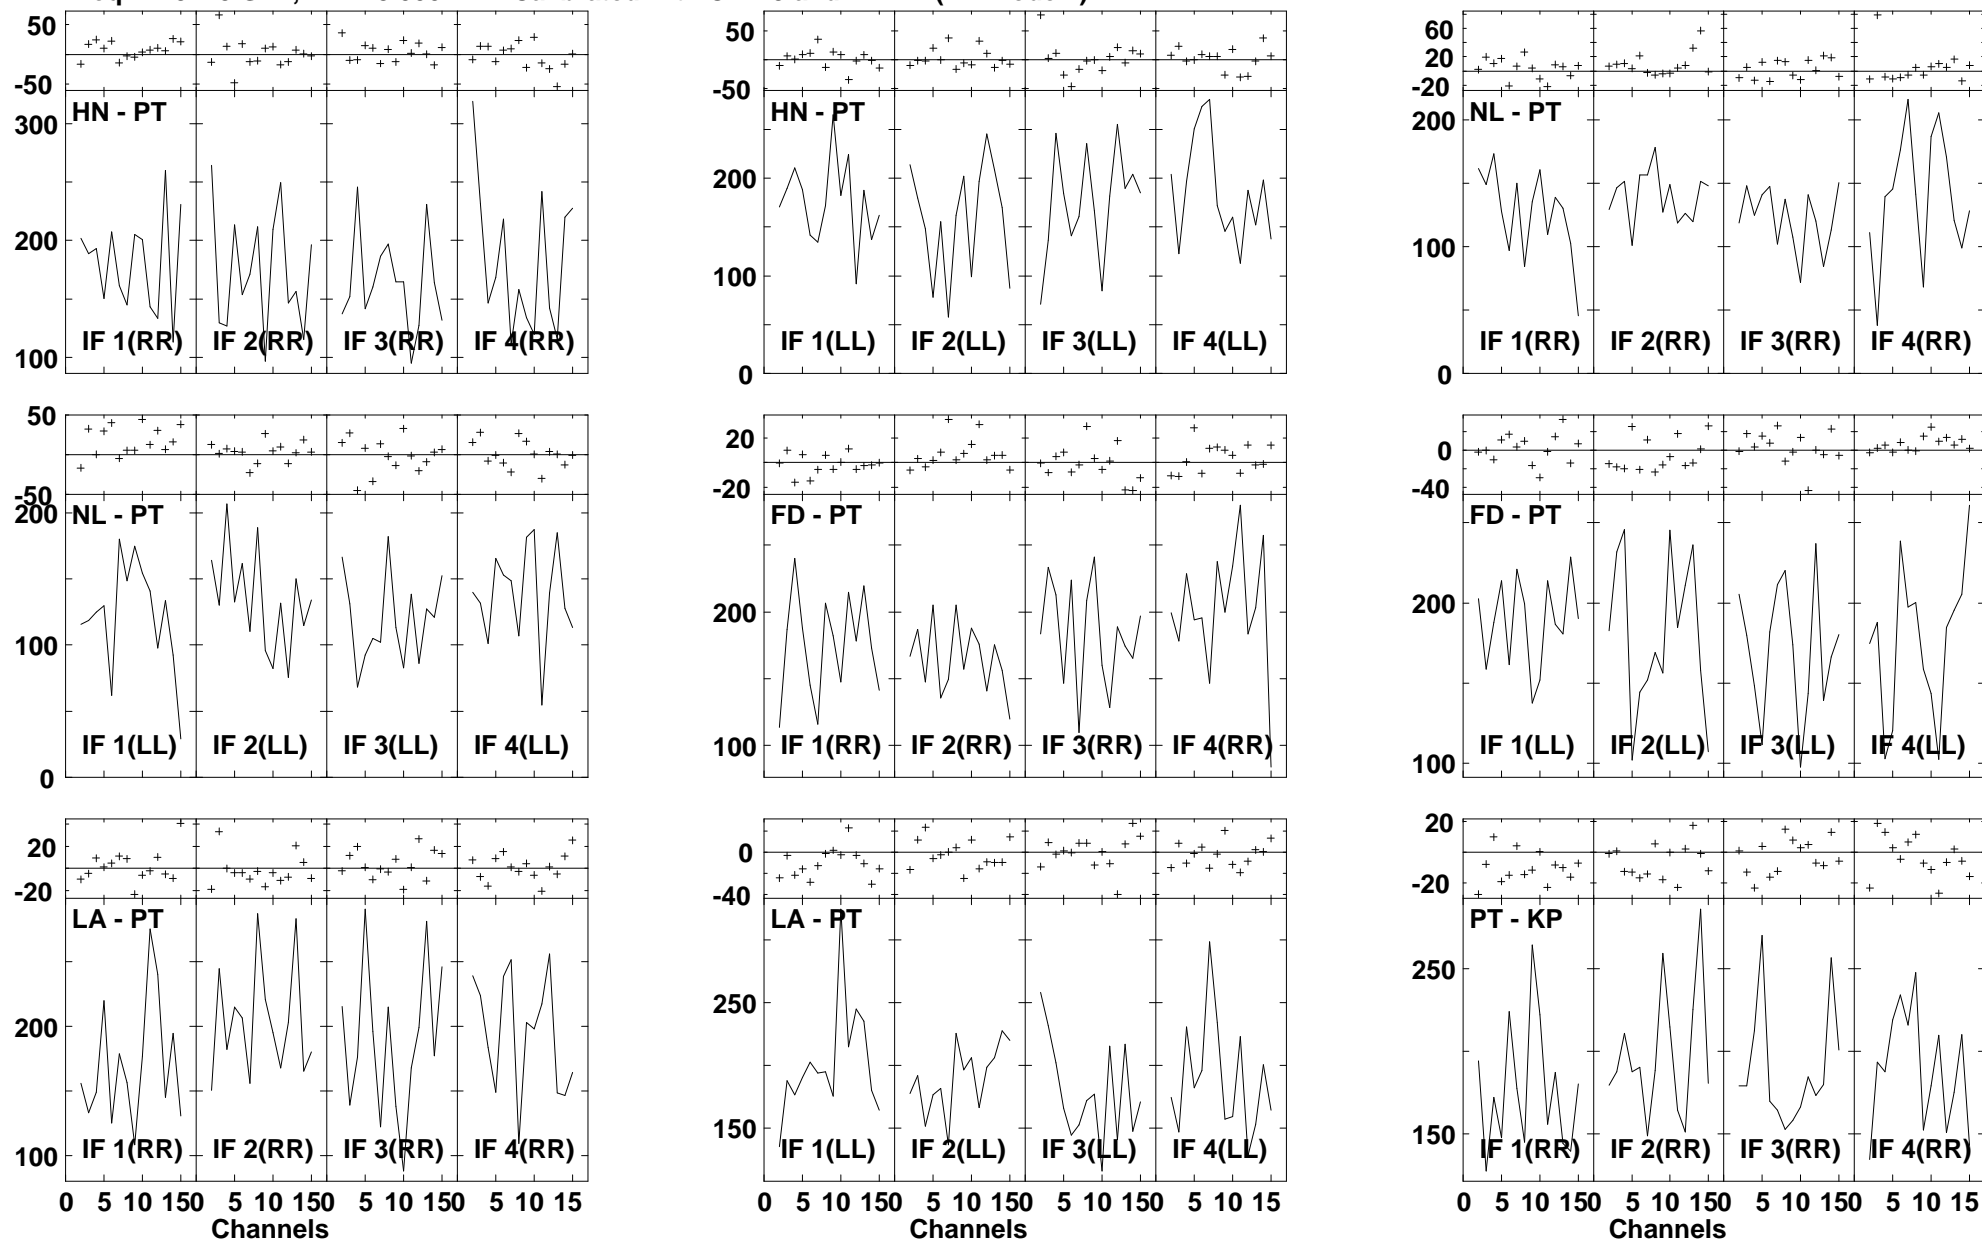 50 50 60
20
-50 -50 -20
HN - PT HN - PT NL - PT
300 200
200 200
100 100
100 0 0
IF 1(RR) IF 2(RR) IF 3(RR) IF 4(RR) IF 1(LL) IF 2(LL) IF 3(LL) IF 4(LL) IF 1(RR) IF 2(RR) IF 3(RR) IF 4(RR)
50 20 0
-50 -20 -40
NL - PT FD - PT FD - PT
200 200 200
100 100 100
0
IF 1(LL) IF 2(LL) IF 3(LL) IF 4(LL) IF 1(RR) IF 2(RR) IF 3(RR) IF 4(RR) IF 1(LL) IF 2(LL) IF 3(LL) IF 4(LL)
20 0 20
-20 -40 -20
LA - PT LA - PT PT - KP
200 250 250
100 150 150
IF 1(RR) IF 2(RR) IF 3(RR) IF 4(RR) IF 1(LL) IF 2(LL) IF 3(LL) IF 4(LL) IF 1(RR) IF 2(RR) IF 3(RR) IF 4(RR)
0 5 10 150 5 10 150 5 10 150 5 10 15 0 5 10 150 5 10 150 5 10 150 5 10 15 0 5 10 150 5 10 150 5 10 150 5 10 15
Channels Channels Channels